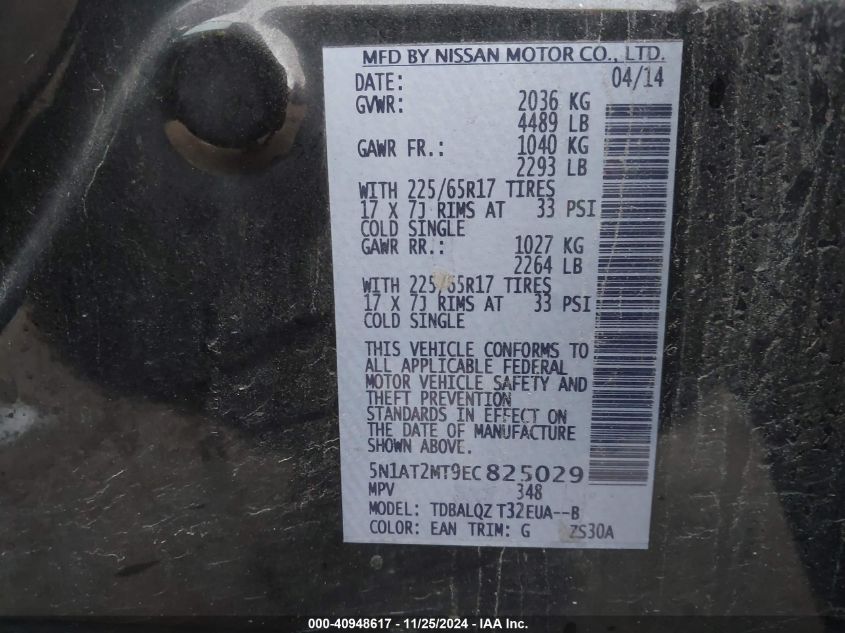 MFD BY NISSAN MOTOR CO., LTD.
DATE: 04/14
GVWR: 2036 KG
4489 LB
GAWR FR.: 1040 KG
2293 LB
WITH 225/65R17 TIRES
17 X 7J RIMS AT 33 PSI
COLD SINGLE
GAWR RR.: 1027 KG
2264 LB
WITH 225/65R17 TIRES
17 X 7J RIMS AT 33 PSI
COLD SINGLE
THIS VEHICLE CONFORMS TO
ALL APPLICABLE FEDERAL
MOTOR VEHICLE SAFETY AND
THEFT PREVENTION
STANDARDS IN EFFECT ON
THE DATE OF MANUFACTURE
SHOWN ABOVE.
5N1AT2MT9EC825029
MPV 348
MODEL: TDBALQZ T32EUA--B
COLOR: EAN TRIM: G ZS30A
000-40948617 - 11/25/2024 - IAA Inc.